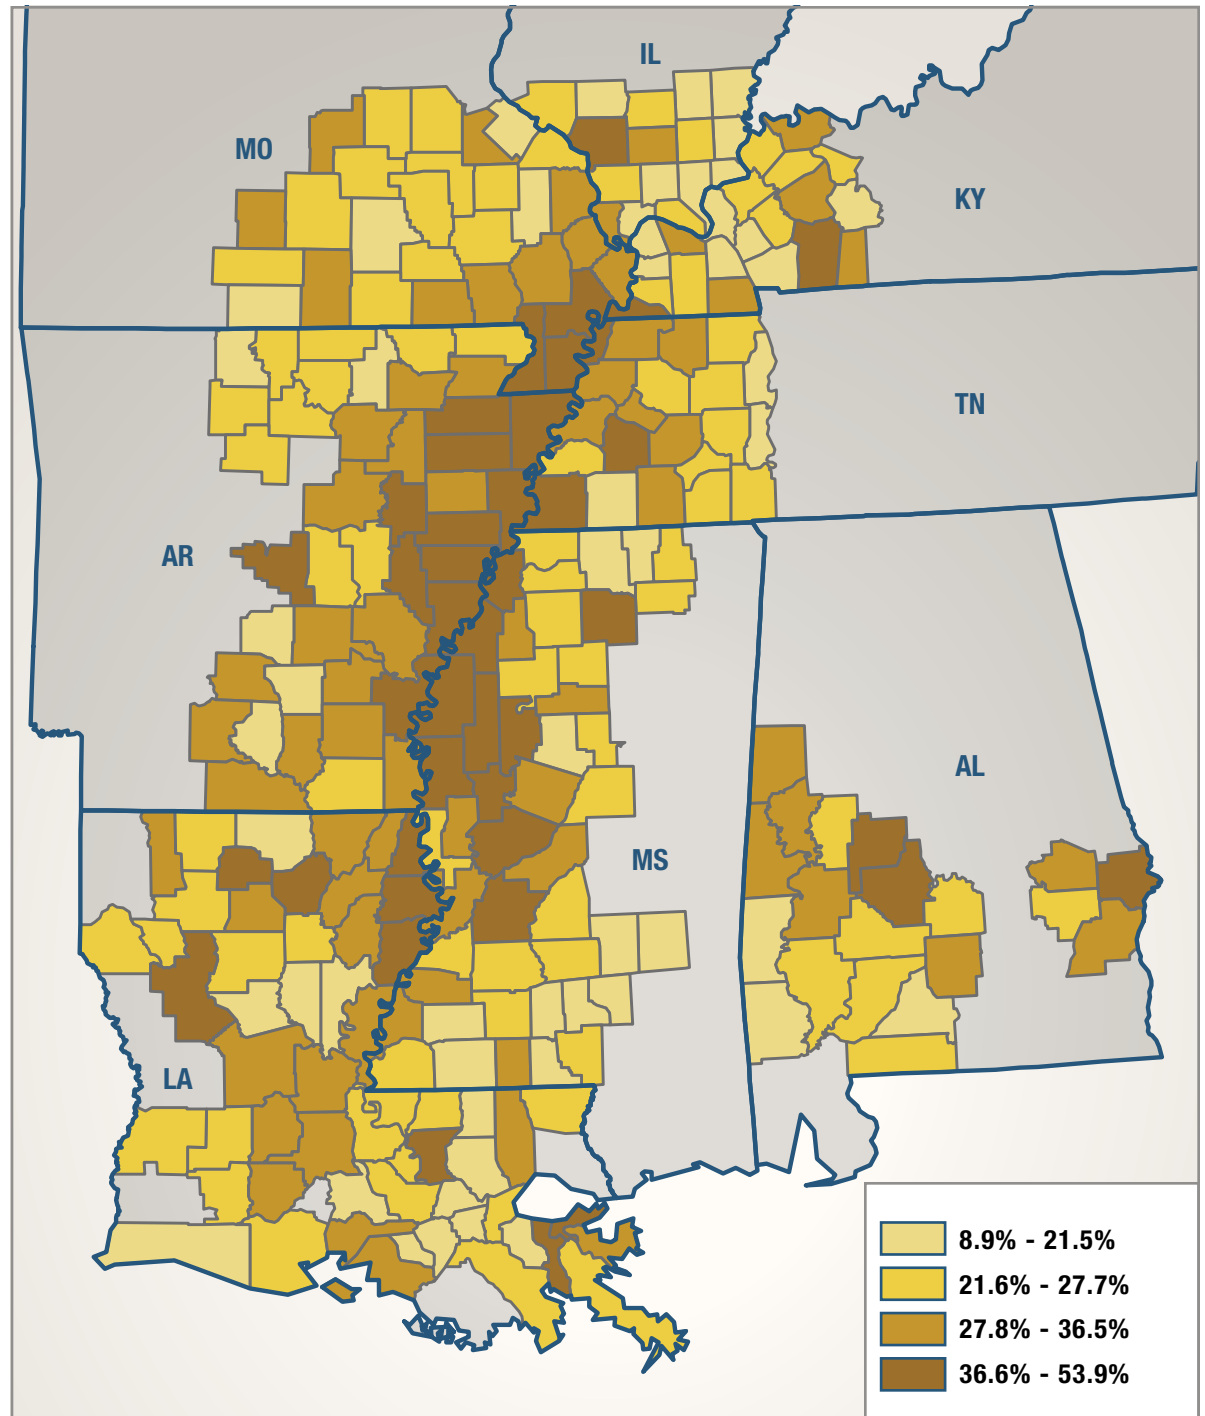 IL
MO
KY
TN
AR
AL
MS
LA
8.9% - 21.5%
21.6% - 27.7%
27.8% - 36.5%
36.6% - 53.9%